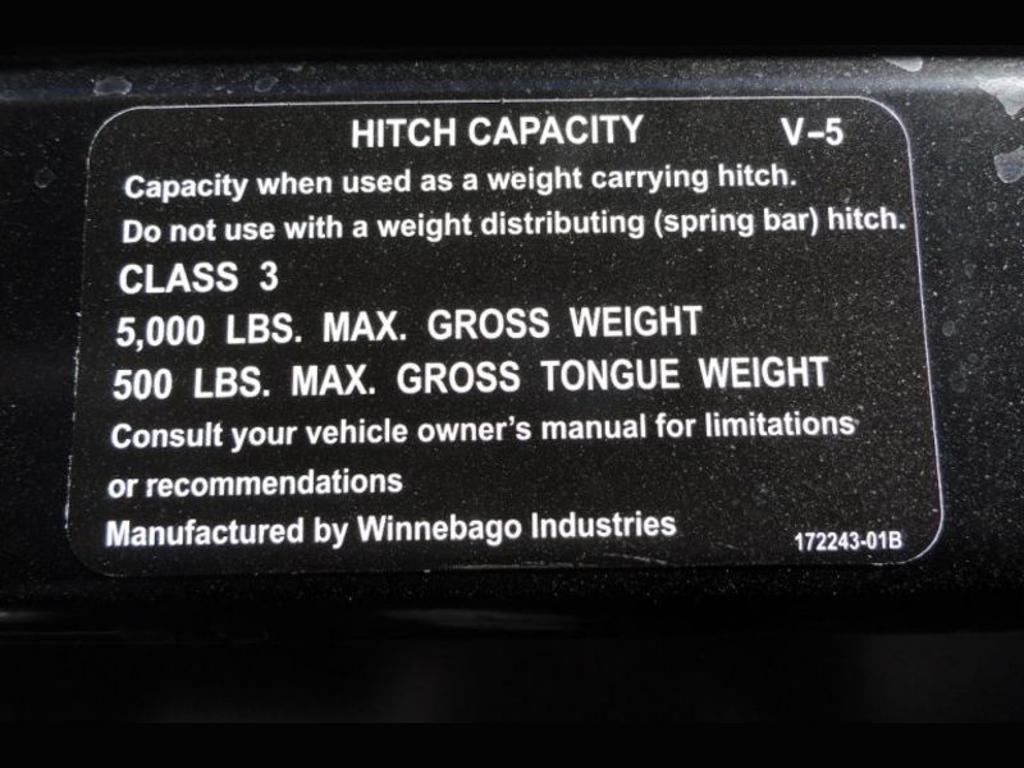 HITCH CAPACITY V-5
Capacity when used as a weight carrying hitch.
Do not use with a weight distributing (spring bar) hitch.
CLASS 3
5,000 LBS. MAX. GROSS WEIGHT
500 LBS. MAX. GROSS TONGUE WEIGHT
Consult your vehicle owner's manual for limitations
or recommendations
Manufactured by Winnebago Industries 172243-01B